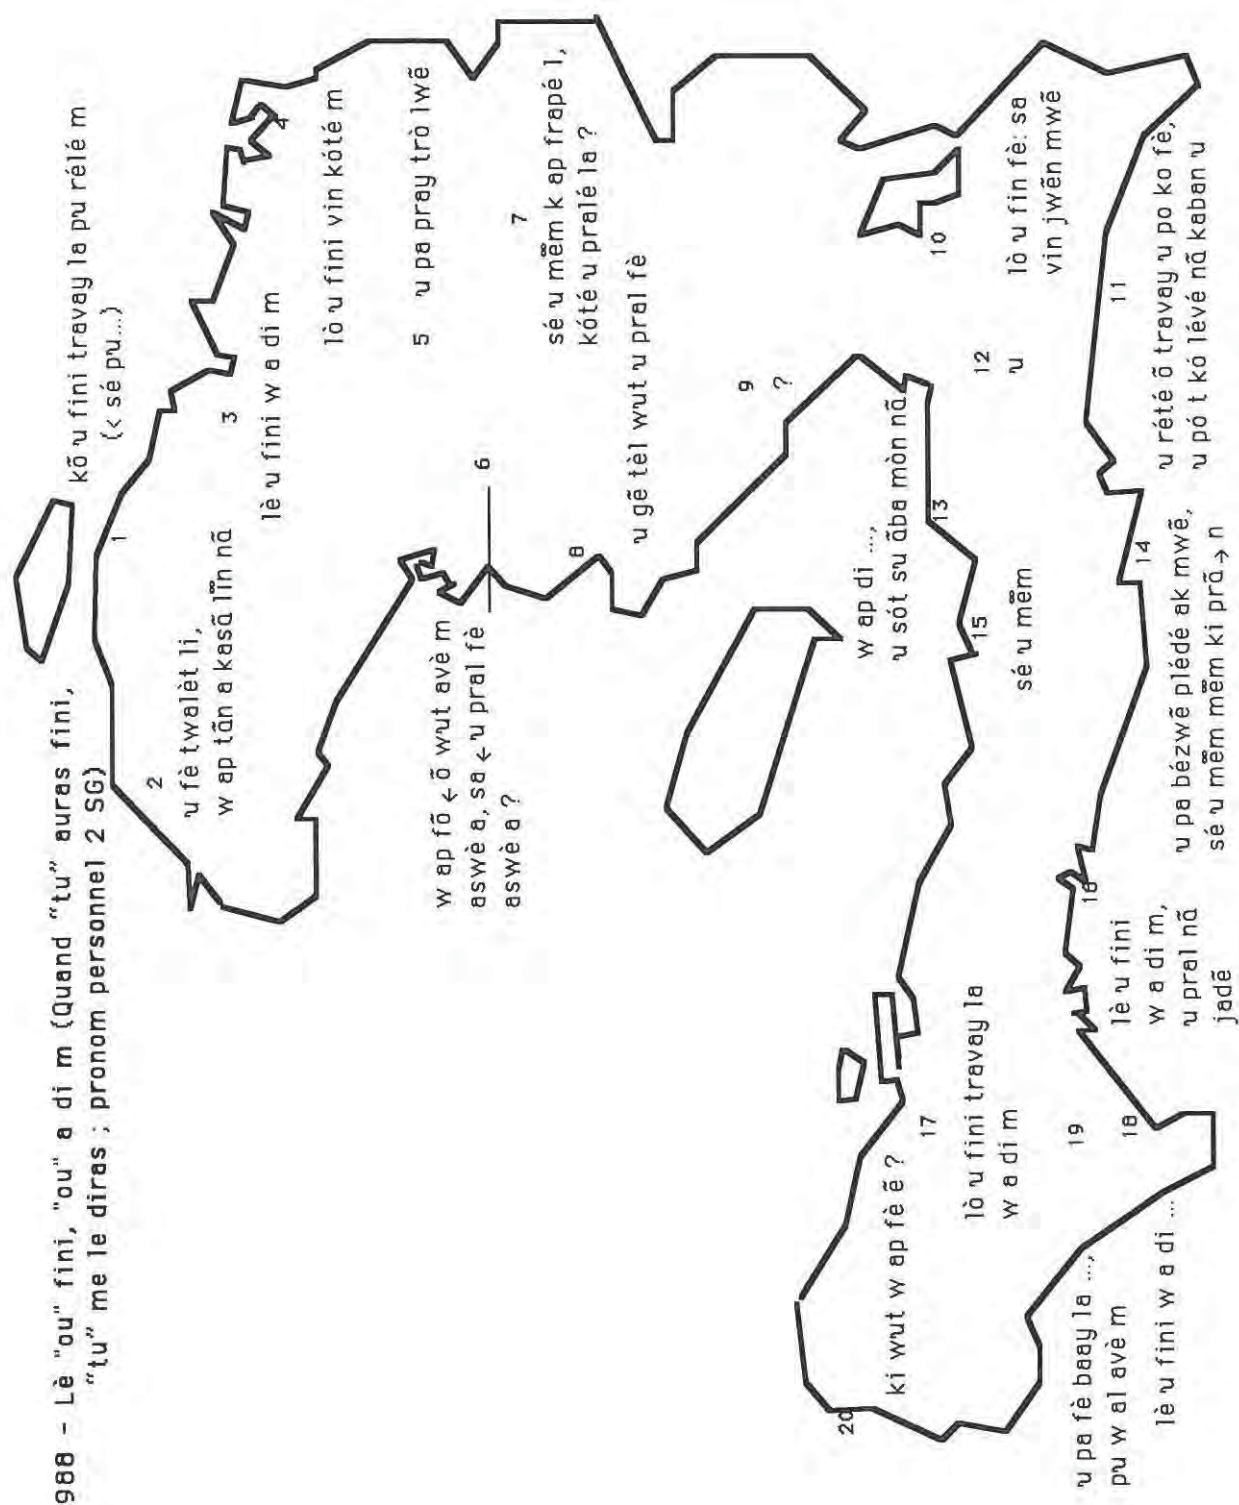 988 - Lè "ou" fini, "ou" a di m (Quand "tu" auras fini,
"tu" me le diras ; pronom personnel 2 SG)
kõ u fini travay la pu rélé m
(< sé pu...)
1
2
u fè twalèt li,
w ap tãn a kasã lĩn nã
3
lè u fini w a di m
4
lò u fini vin kóté m
5 u pa pray trò lwẽ
6
w ap fõ ← õ wut avè m
aswè a, sa ← u pral fè
aswè a ?
7
sé u mẽm k ap frapé l,
kóté u pralé la ?
8
u gẽ tèl wut u pral fè
9
?
10
lò u fin fè: sa
vin jwẽn mwẽ
11
u rété õ travay u po ko fè,
u pó t kó lévé nã kaban u
12
u
13
w ap di ...,
u sót su ãba mòn nã
14
u pa bézwẽ plédé ak mwẽ,
sé u mẽm mẽm ki prã→ n
15
sé u mẽm
16
lè u fini
w a di m,
u pral nã
jadẽ
17
lò u fini travay la
w a di m
18
lè u fini w a di ...
19
u pa fè baay la ...,
pu w al avè m
20
ki wut w ap fè ẽ ?